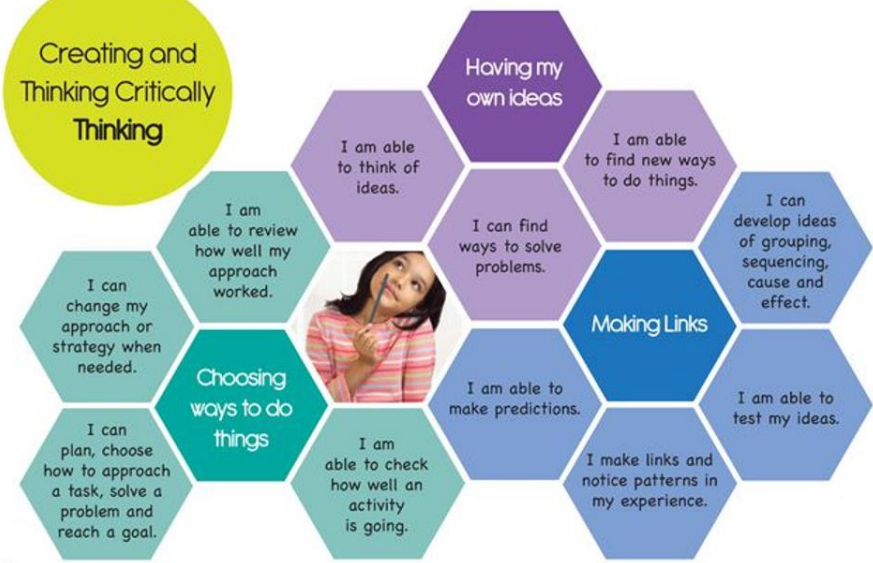 Creating and
Thinking Critically
Thinking
Having my
own ideas
I am able
to think of
ideas.
I am able
to find new ways
to do things.
I can find
ways to solve
problems.
I am
able to review
how well my
approach
worked.
I can
change my
approach or
strategy when
needed.
Choosing
ways to do
things
I can
plan, choose
how to approach
a task, solve a
problem and
reach a goal.
I am
able to check
how well an
activity
is going.
I can
develop ideas
of grouping,
sequencing,
cause and
effect.
Making Links
I am able to
make predictions.
I am able to
test my ideas.
I make links and
notice patterns in
my experience.